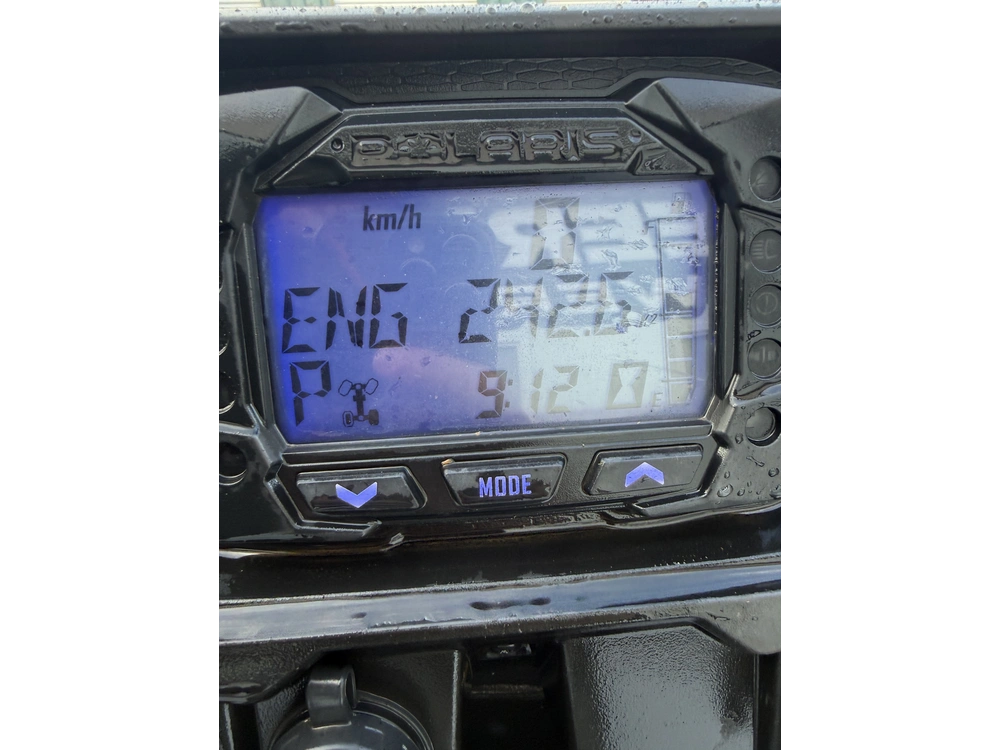 POLARIS
km/h 0
ENG 242.6
P 9:12 E
MODE